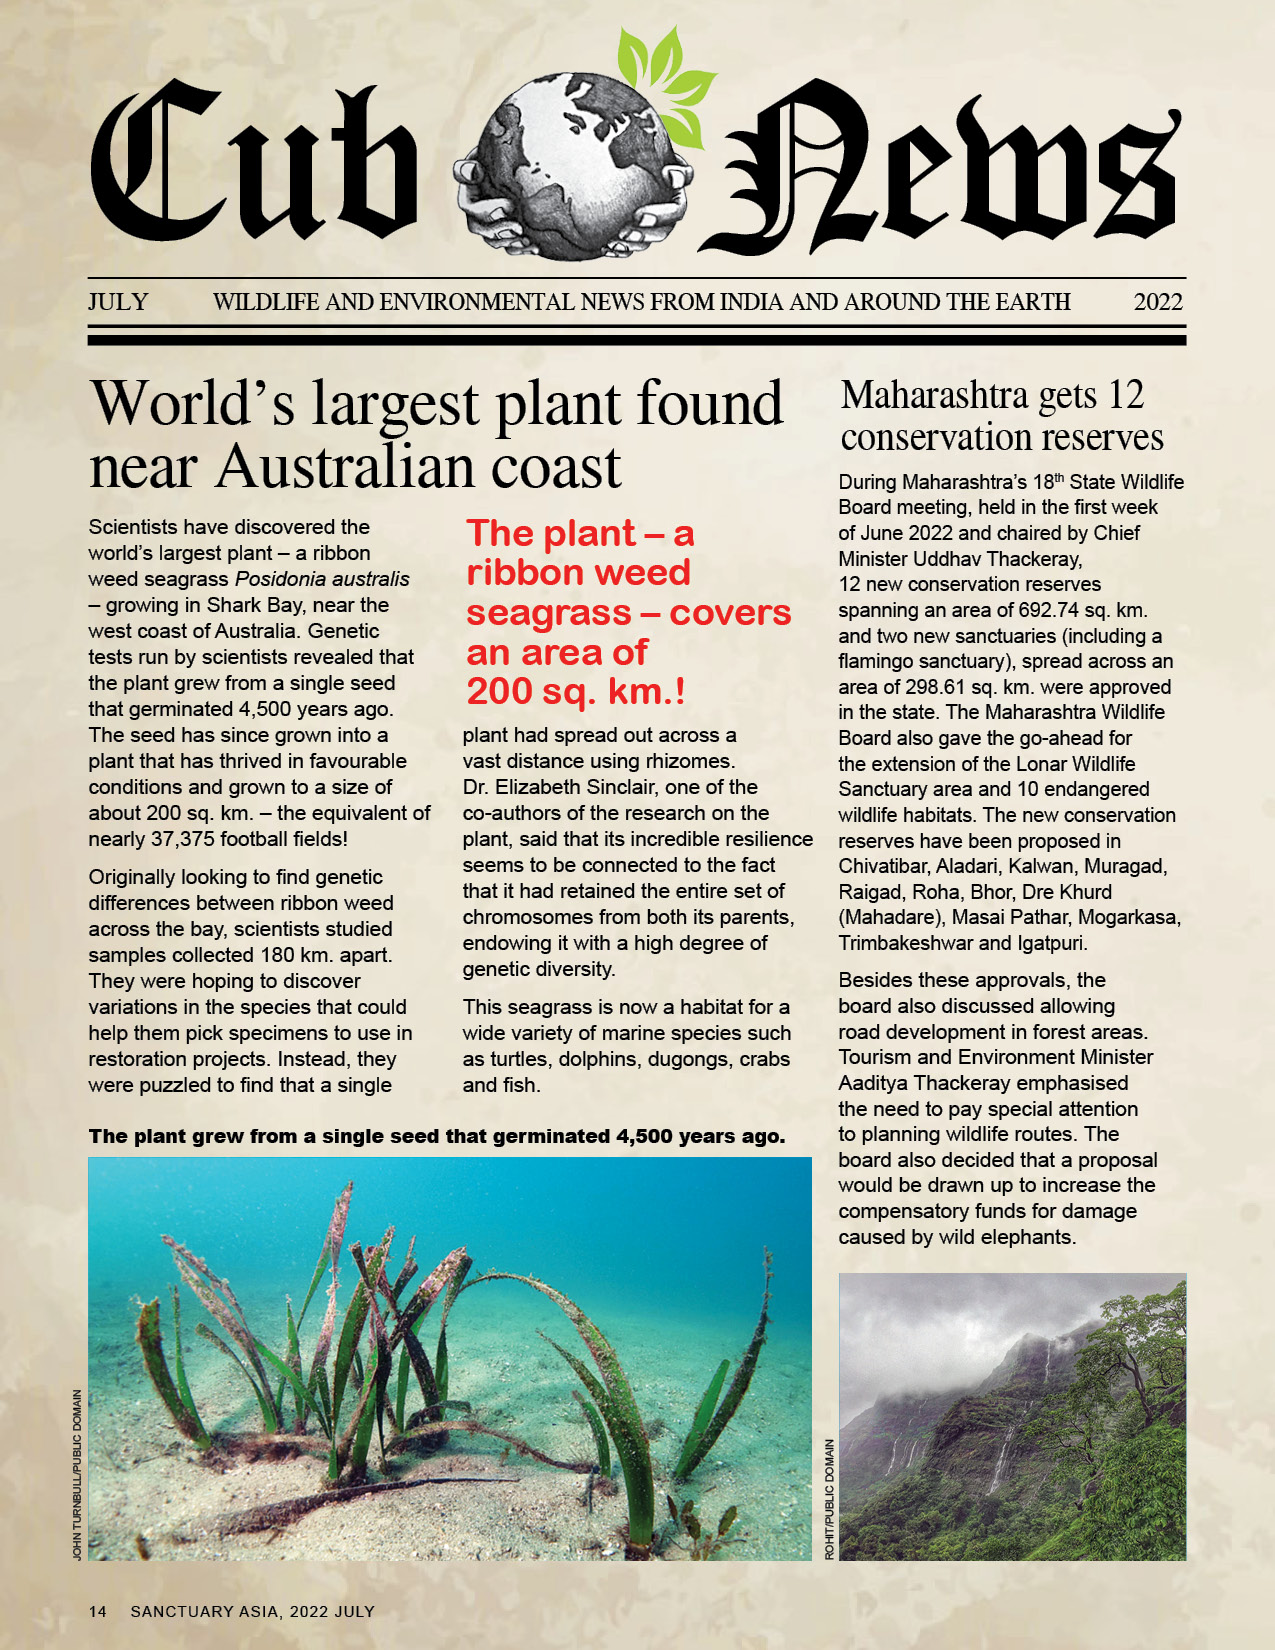 Cub News
JULY WILDLIFE AND ENVIRONMENTAL NEWS FROM INDIA AND AROUND THE EARTH 2022
World’s largest plant found
near Australian coast
Scientists have discovered the
world’s largest plant – a ribbon
weed seagrass Posidonia australis
– growing in Shark Bay, near the
west coast of Australia. Genetic
tests run by scientists revealed that
the plant grew from a single seed
that germinated 4,500 years ago.
The seed has since grown into a
plant that has thrived in favourable
conditions and grown to a size of
about 200 sq. km. – the equivalent of
nearly 37,375 football fields!
Originally looking to find genetic
differences between ribbon weed
across the bay, scientists studied
samples collected 180 km. apart.
They were hoping to discover
variations in the species that could
help them pick specimens to use in
restoration projects. Instead, they
were puzzled to find that a single
The plant – a
ribbon weed
seagrass – covers
an area of
200 sq. km.!
plant had spread out across a
vast distance using rhizomes.
Dr. Elizabeth Sinclair, one of the
co-authors of the research on the
plant, said that its incredible resilience
seems to be connected to the fact
that it had retained the entire set of
chromosomes from both its parents,
endowing it with a high degree of
genetic diversity.
This seagrass is now a habitat for a
wide variety of marine species such
as turtles, dolphins, dugongs, crabs
and fish.
The plant grew from a single seed that germinated 4,500 years ago.
JOHN TURNBULL/PUBLIC DOMAIN
Maharashtra gets 12
conservation reserves
During Maharashtra’s 18th State Wildlife
Board meeting, held in the first week
of June 2022 and chaired by Chief
Minister Uddhav Thackeray,
12 new conservation reserves
spanning an area of 692.74 sq. km.
and two new sanctuaries (including a
flamingo sanctuary), spread across an
area of 298.61 sq. km. were approved
in the state. The Maharashtra Wildlife
Board also gave the go-ahead for
the extension of the Lonar Wildlife
Sanctuary area and 10 endangered
wildlife habitats. The new conservation
reserves have been proposed in
Chivatibar, Aladari, Kalwan, Muragad,
Raigad, Roha, Bhor, Dre Khurd
(Mahadare), Masai Pathar, Mogarkasa,
Trimbakeshwar and Igatpuri.
Besides these approvals, the
board also discussed allowing
road development in forest areas.
Tourism and Environment Minister
Aaditya Thackeray emphasised
the need to pay special attention
to planning wildlife routes. The
board also decided that a proposal
would be drawn up to increase the
compensatory funds for damage
caused by wild elephants.
ROHIT/PUBLIC DOMAIN
14 SANCTUARY ASIA, 2022 JULY